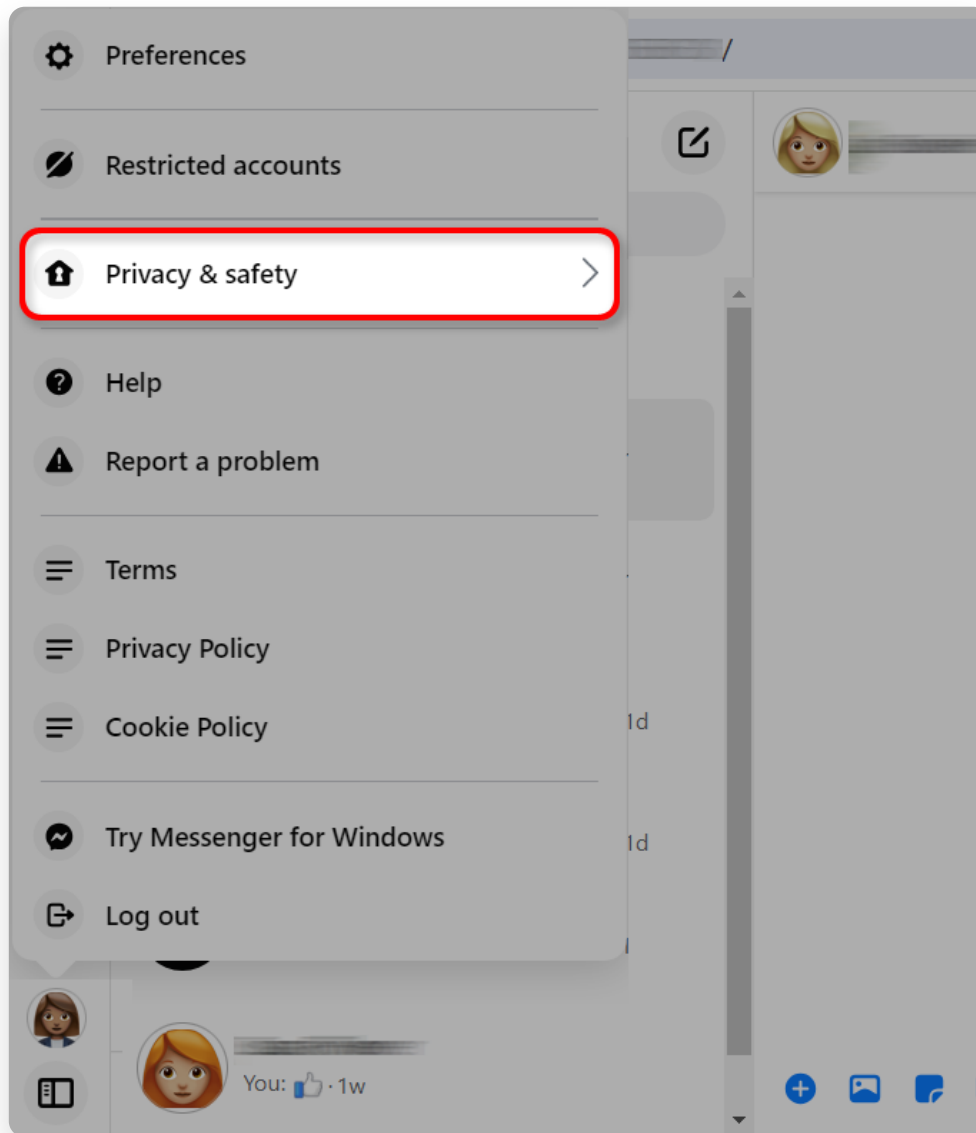 Preferences
/
Restricted accounts
Privacy & safety
Help
Report a problem
Terms
Privacy Policy
Cookie Policy
1d
Try Messenger for Windows
1d
Log out
You: 👍 · 1w